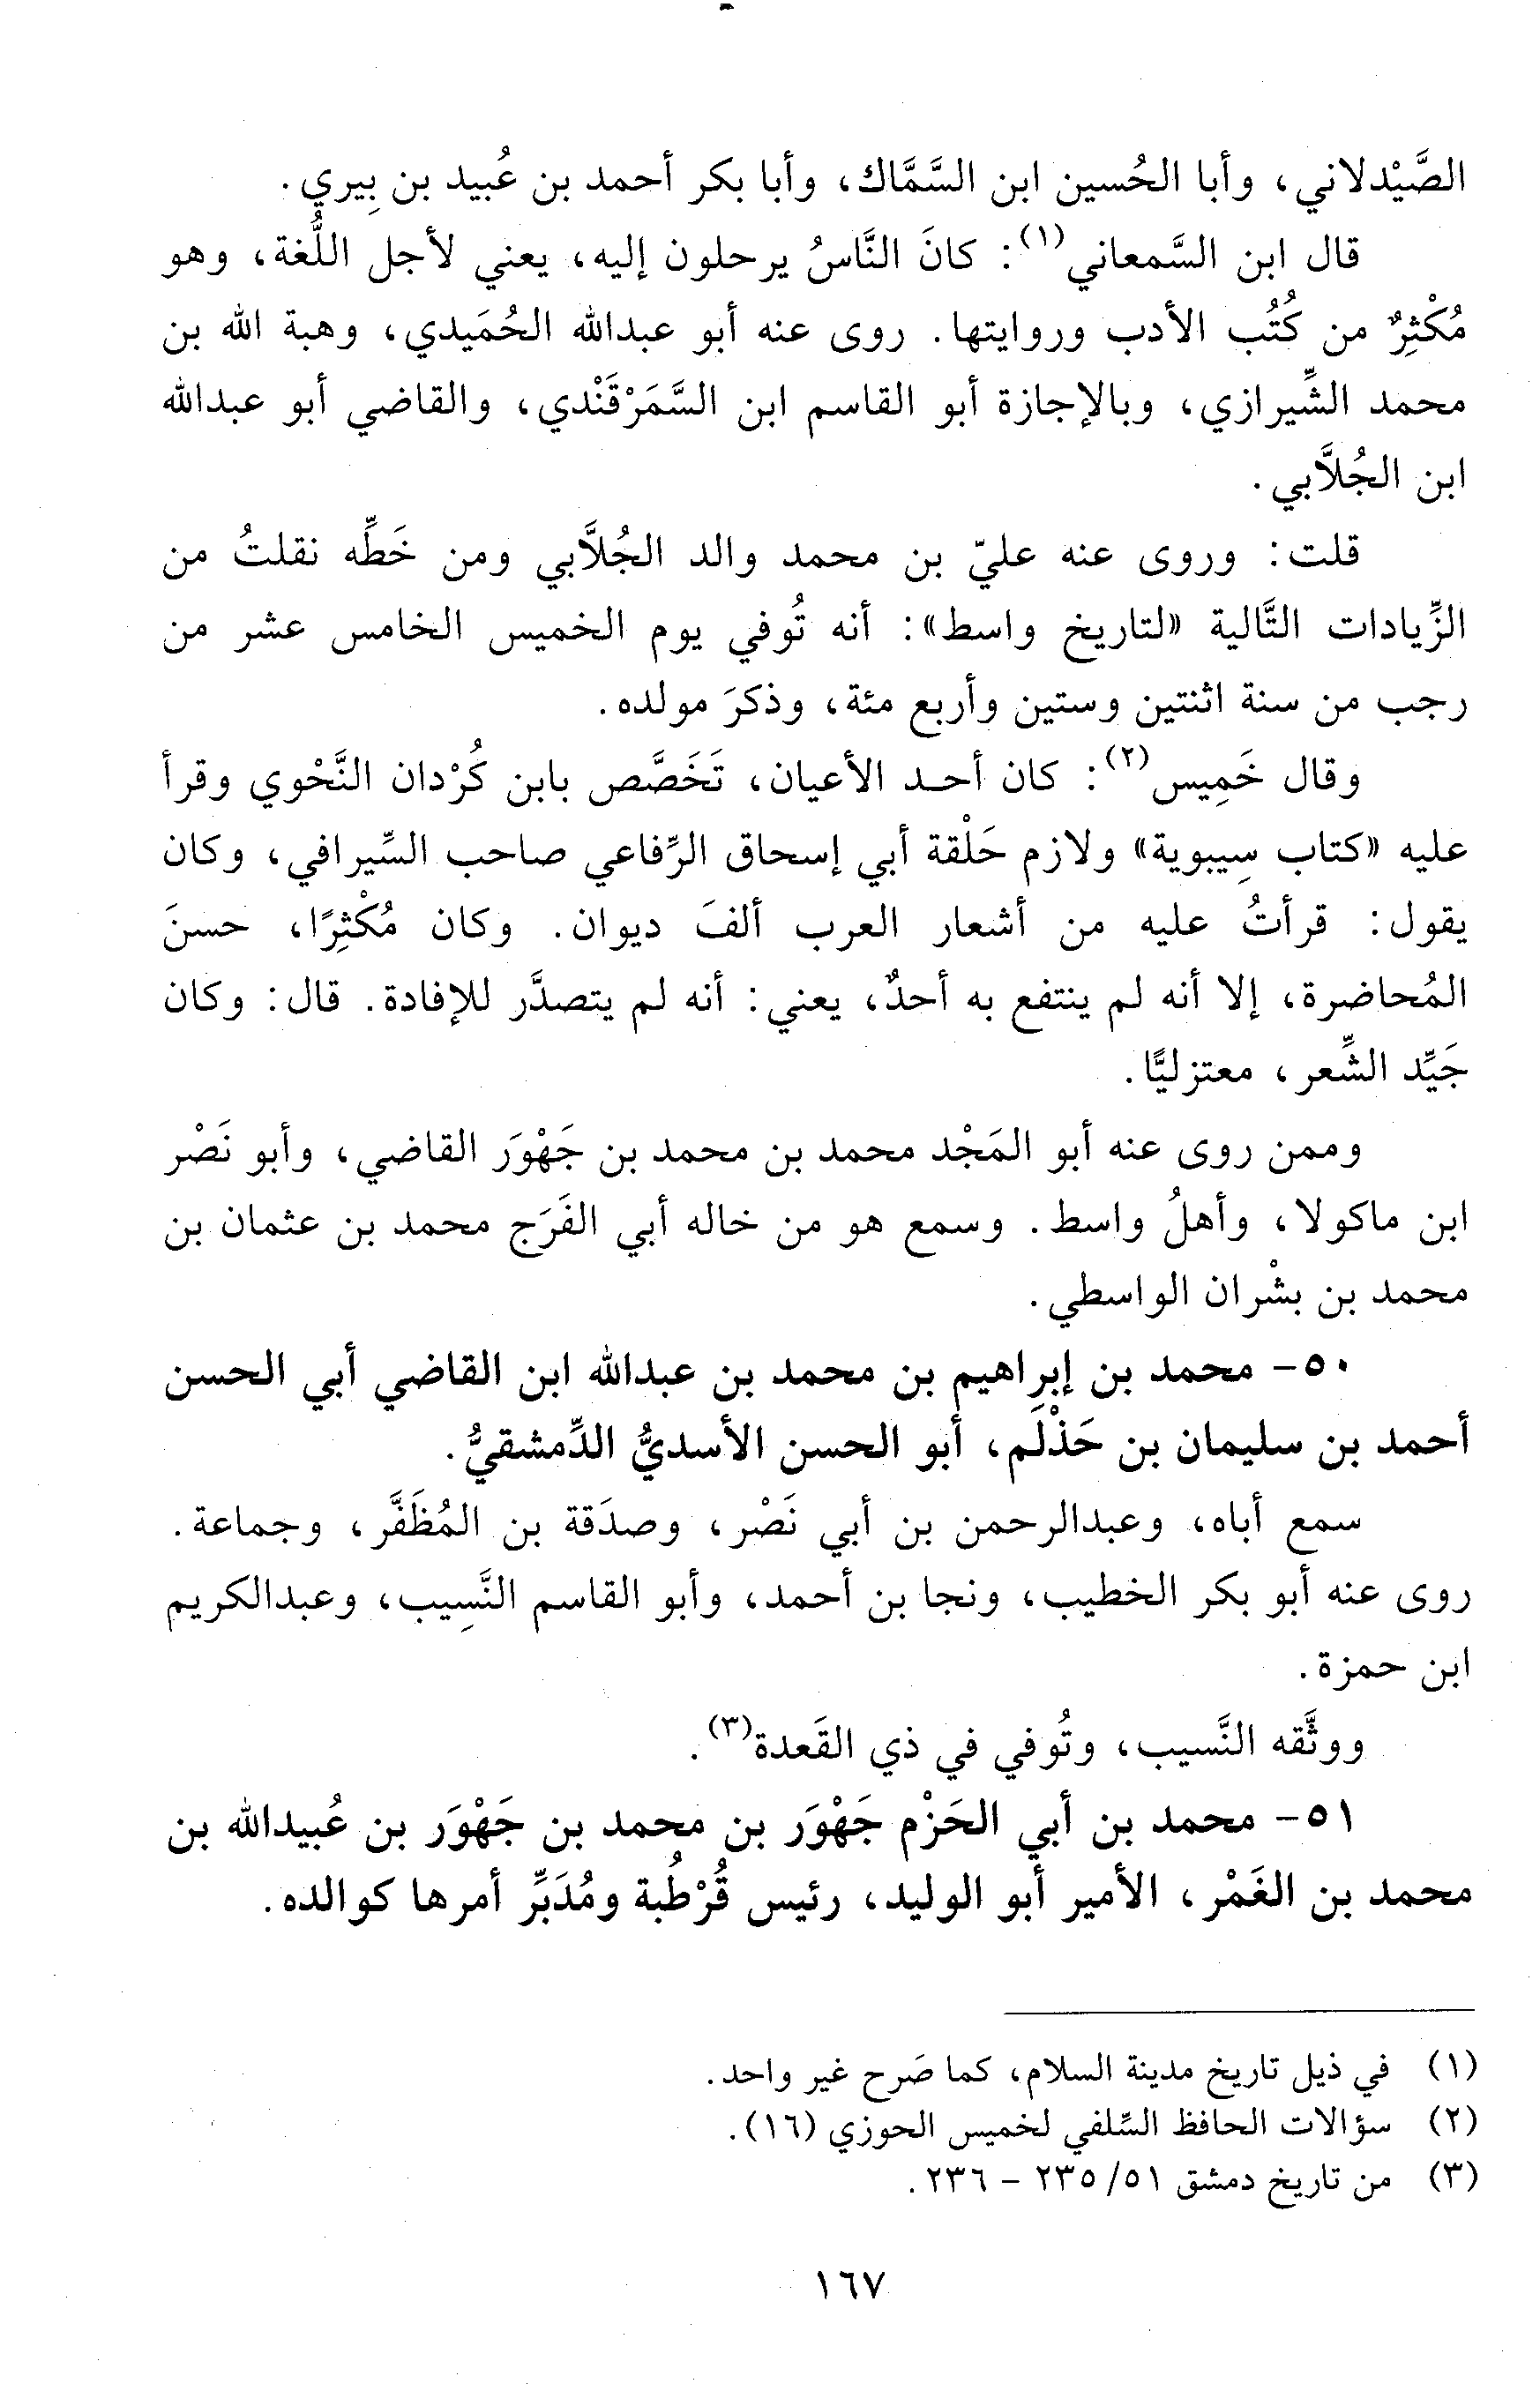 الصَّيْدلاني، وأبا الحُسين ابن السَّمَّاك، وأبا بكر أحمد بن عُبيد بن بِيري.
قال ابن السَّمعاني(١): كانَ النَّاسُ يرحلون إليه، يعني لأجل اللُّغة، وهو
مُكْثِرٌ من كُتُب الأدب وروايتها. روى عنه أبو عبدالله الحُمَيدي، وهبة الله بن
محمد الشِّيرازي، وبالإجازة أبو القاسم ابن السَّمَرْقَنْدي، والقاضي أبو عبدالله
ابن الجُلاَّبي.
قلت: وروى عنه عليّ بن محمد والد الجُلاَّبي ومن خَطِّه نقلتُ من
الزِّيادات التَّالية «لتاريخ واسط»: أنه تُوفي يوم الخميس الخامس عشر من
رجب من سنة اثنتين وستين وأربع مئة، وذكرَ مولده.
وقال خَمِيس(٢): كان أحد الأعيان، تَخَصَّص بابن كُرْدان النَّحْوي وقرأ
عليه «كتاب سِيبوية» ولازم حَلْقة أبي إسحاق الرِّفاعي صاحب السِّيرافي، وكان
يقول: قرأتُ عليه من أشعار العرب ألفَ ديوان. وكان مُكْثِرًا، حسنَ
المُحاضرة، إلا أنه لم ينتفع به أحدٌ، يعني: أنه لم يتصدَّر للإفادة. قال: وكان
جَيِّد الشِّعر، معتزليًّا.
وممن روى عنه أبو المَجْد محمد بن محمد بن جَهْوَر القاضي، وأبو نَصْر
ابن ماكولا، وأهلُ واسط. وسمع هو من خاله أبي الفَرَج محمد بن عثمان بن
محمد بن بشْران الواسطي.
٥٠- محمد بن إبراهيم بن محمد بن عبدالله ابن القاضي أبي الحسن
أحمد بن سليمان بن حَذْلَم، أبو الحسن الأسديُّ الدِّمشقيُّ.
سمع أباه، وعبدالرحمن بن أبي نَصْر، وصدَقة بن المُظَفَّر، وجماعة.
روى عنه أبو بكر الخطيب، ونجا بن أحمد، وأبو القاسم النَّسِيب، وعبدالكريم
ابن حمزة.
ووثَّقه النَّسيب، وتُوفي في ذي القَعدة(٣).
٥١- محمد بن أبي الحَزْم جَهْوَر بن محمد بن جَهْوَر بن عُبيدالله بن
محمد بن الغَمْر، الأمير أبو الوليد، رئيس قُرْطُبة ومُدَبِّر أمرها كوالده.
(١) في ذيل تاريخ مدينة السلام، كما صَرح غير واحد.
(٢) سؤالات الحافظ السِّلفي لخميس الحوزي (١٦).
(٣) من تاريخ دمشق ٥١/ ٢٣٥ - ٢٣٦.
١٦٧